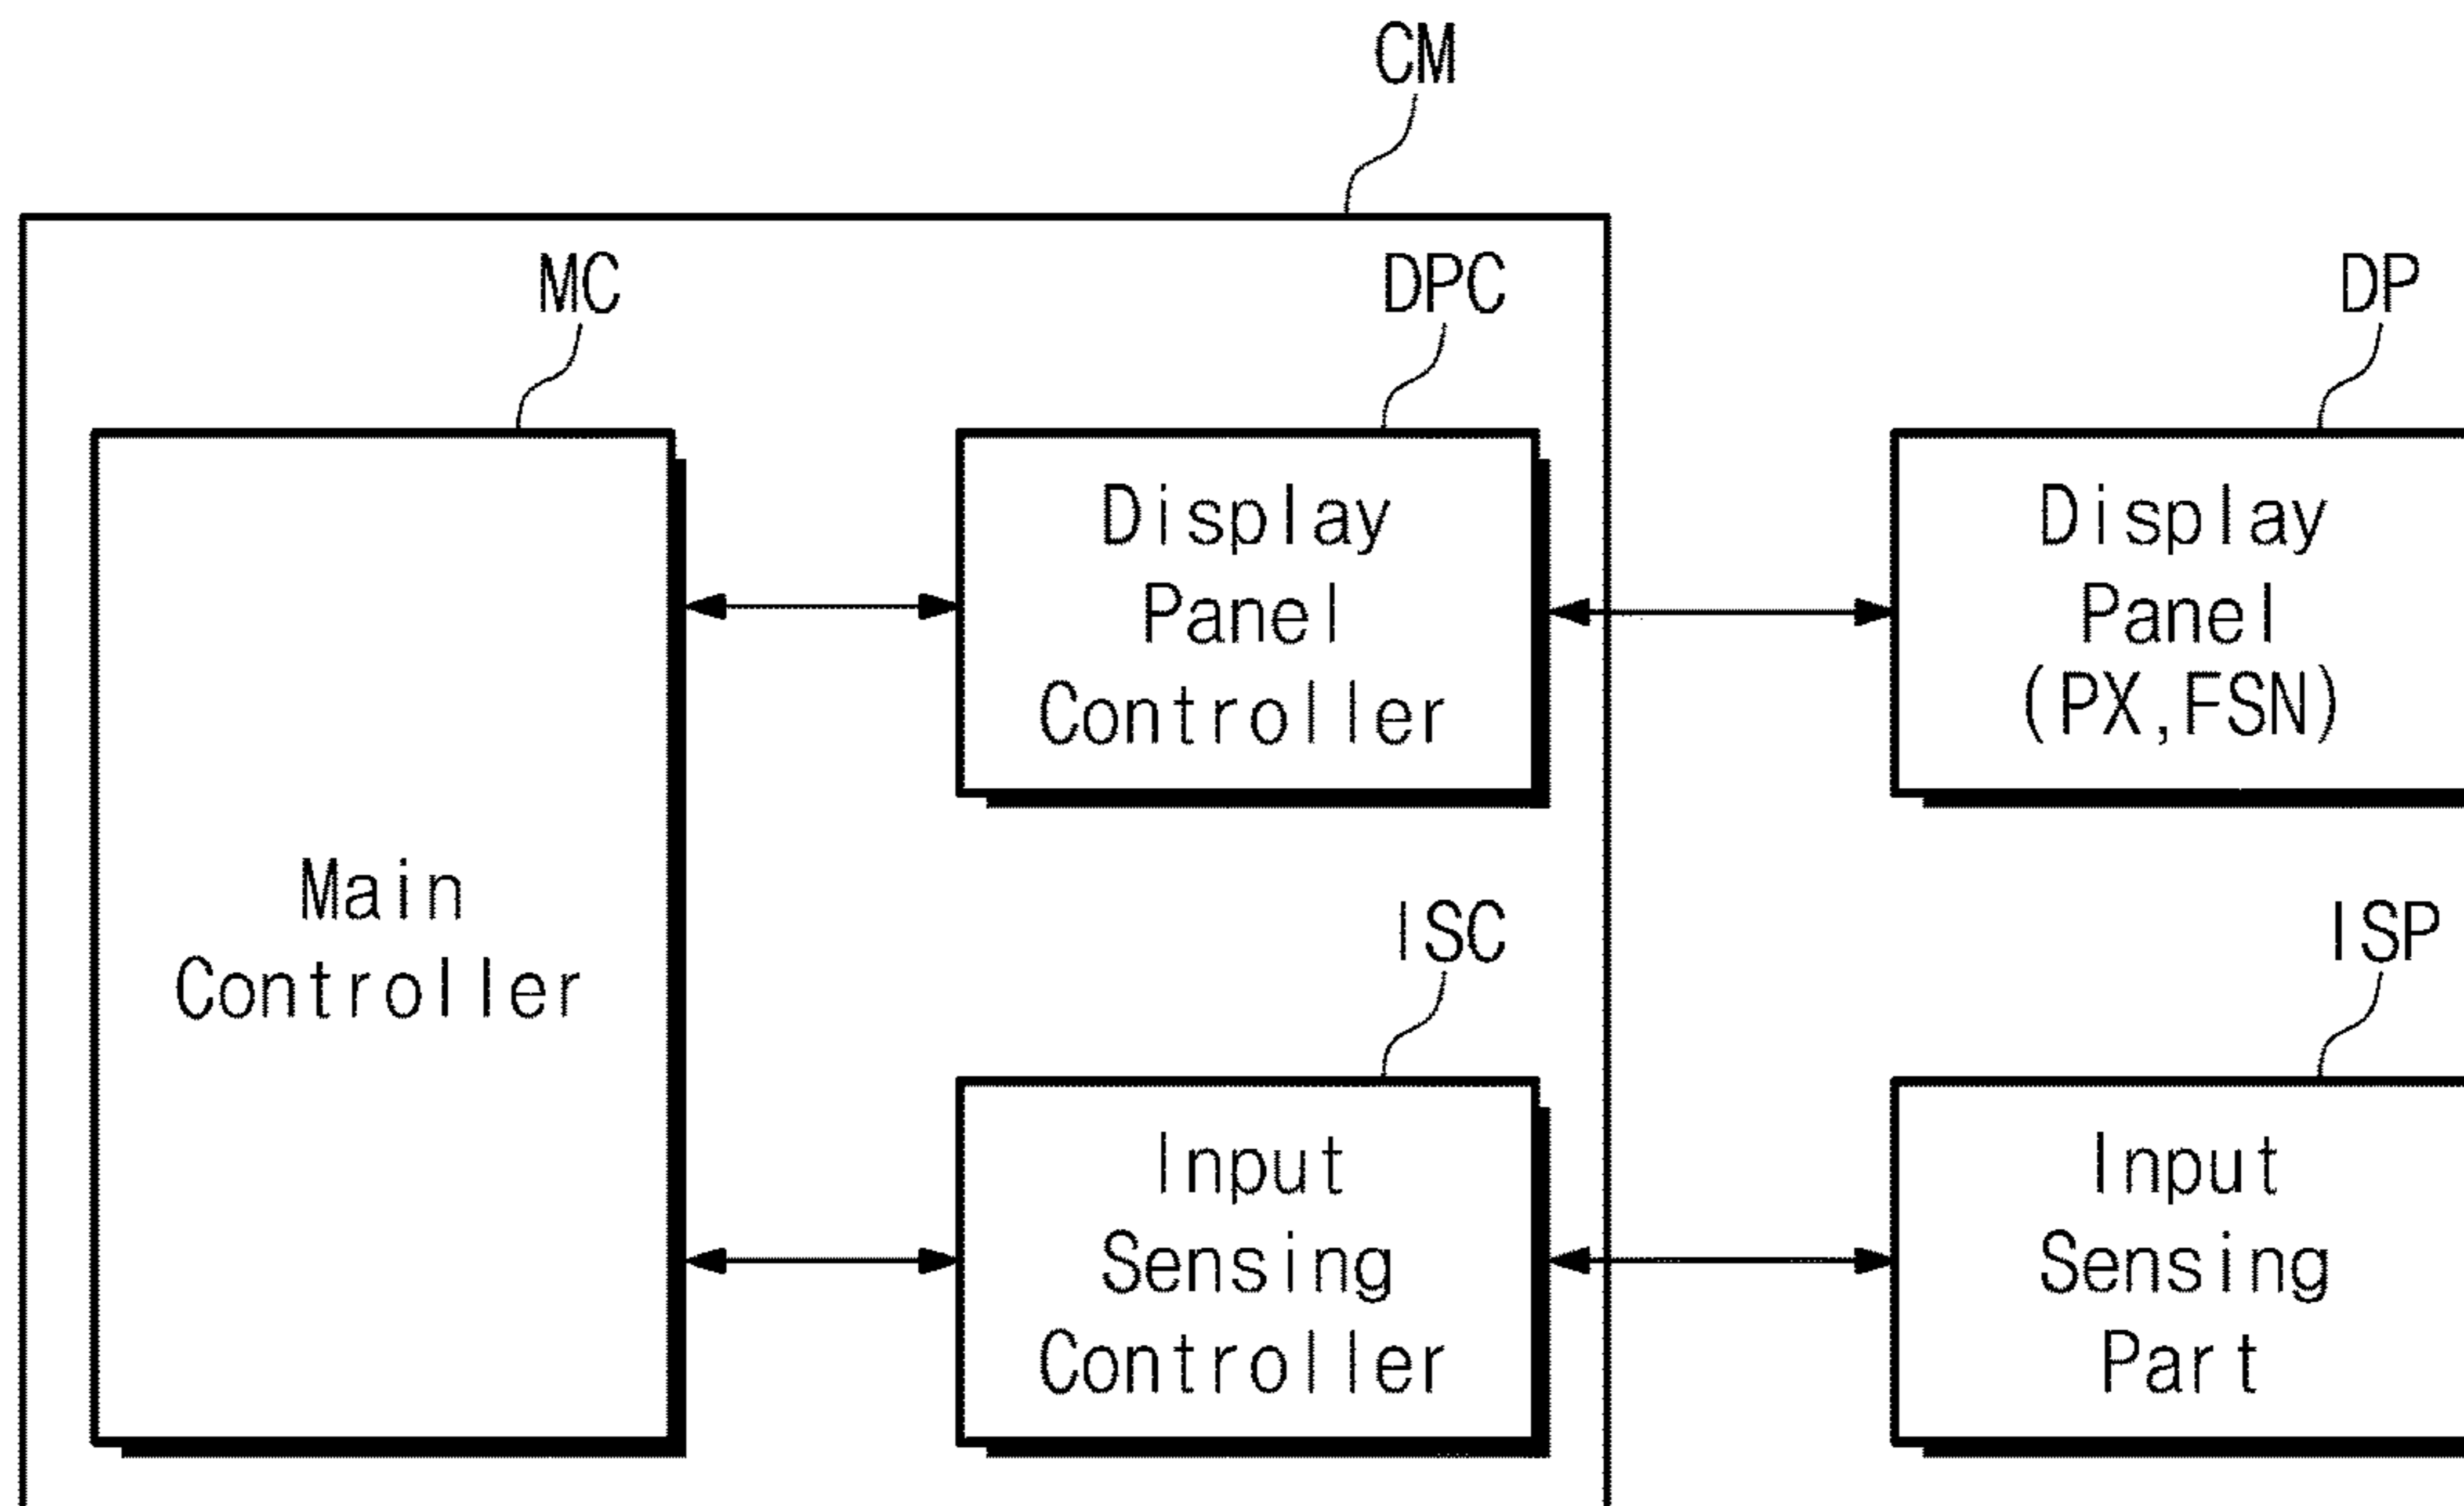 CM
MC
DPC
DP
Display
Panel
Controller
Display
Panel
(PX,FSN)
Main
Controller
ISC
ISP
Input
Sensing
Controller
Input
Sensing
Part